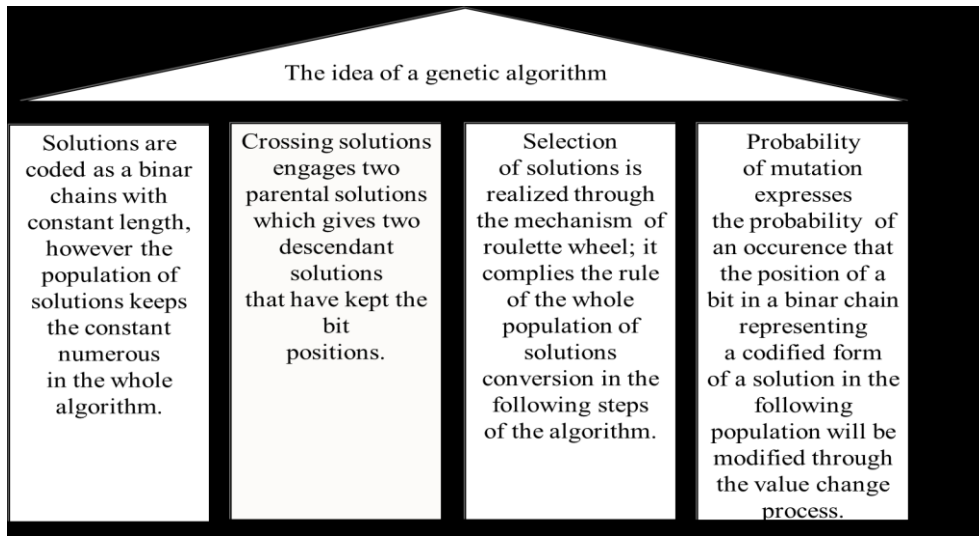 The idea of a genetic algorithm
Solutions are
coded as a binar
chains with
constant length,
however the
population of
solutions keeps
the constant
numerous
in the whole
algorithm.
Crossing solutions
engages two
parental solutions
which gives two
descendant
solutions
that have kept the
bit
positions.
Selection
of solutions is
realized through
the mechanism of
roulette wheel; it
complies the rule
of the whole
population of
solutions
conversion in the
following steps
of the algorithm.
Probability
of mutation
expresses
the probability of
an occurence that
the position of a
bit in a binar chain
representing
a codified form
of a solution in the
following
population will be
modified through
the value change
process.